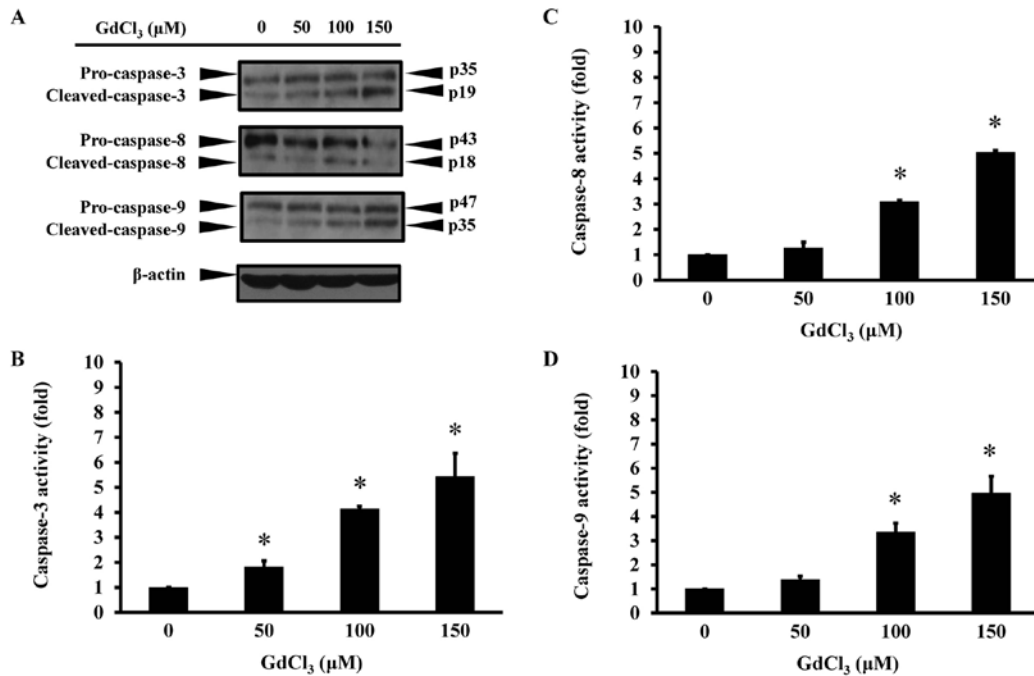 A
GdCl₃ (μM) 0 50 100 150
Pro-caspase-3 p35
Cleaved-caspase-3 p19
Pro-caspase-8 p43
Cleaved-caspase-8 p18
Pro-caspase-9 p47
Cleaved-caspase-9 p35
β-actin
B
Caspase-3 activity (fold)
10
9
8
7
6
5
4
3
2
1
0
* * *
0 50 100 150
GdCl₃ (μM)
C
Caspase-8 activity (fold)
10
9
8
7
6
5
4
3
2
1
0
* *
0 50 100 150
GdCl₃ (μM)
D
Caspase-9 activity (fold)
10
9
8
7
6
5
4
3
2
1
0
* *
0 50 100 150
GdCl₃ (μM)